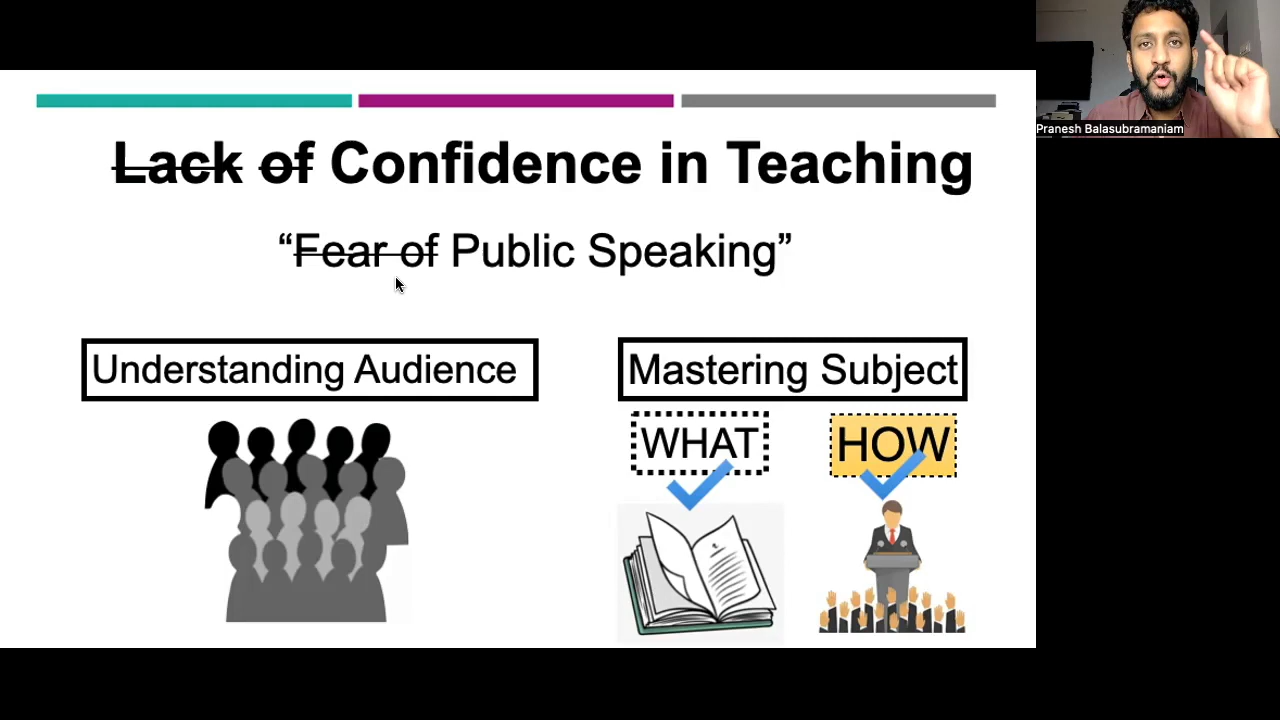 Lack of Confidence in Teaching
“Fear of Public Speaking”
Understanding Audience
Mastering Subject
WHAT
HOW
Pranesh Balasubramaniam